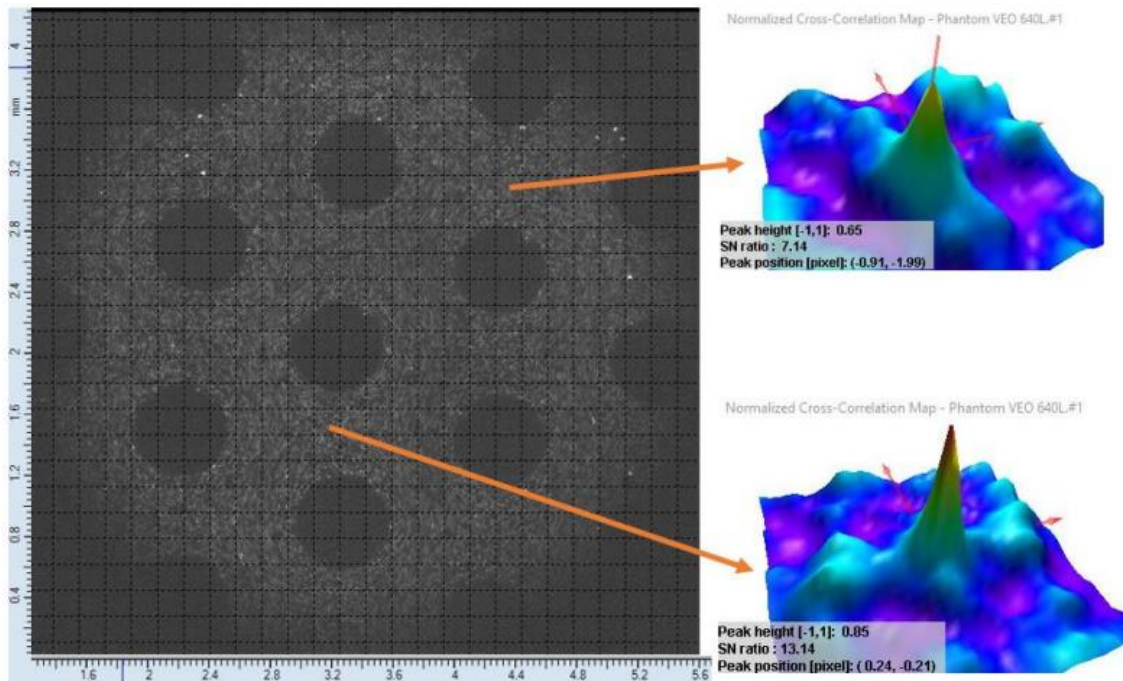 Normalized Cross-Correlation Map - Phantom VEO 640L.#1
Peak height [-1,1]: 0.65
SN ratio : 7.14
Peak position [pixel]: (-0.91, -1.99)
4
mm
3.2
2.8
2.4
2
1.6
1.2
0.8
0.4
1.6 2 2.4 2.8 3.2 3.6 4 4.4 4.8 5.2 5.6
Normalized Cross-Correlation Map - Phantom VEO 640L.#1
Peak height [-1,1]: 0.85
SN ratio : 13.14
Peak position [pixel]: ( 0.24, -0.21)